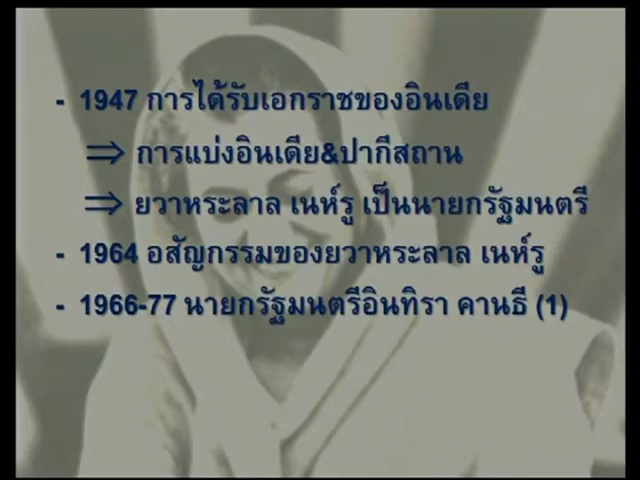 - 1947 การได้รับเอกราชของอินเดีย
⇒ การแบ่งอินเดีย&ปากีสถาน
⇒ ยวาหระลาล เนห์รู เป็นนายกรัฐมนตรี
- 1964 อสัญกรรมของยวาหระลาล เนห์รู
- 1966-77 นายกรัฐมนตรีอินทิรา คานธี (1)